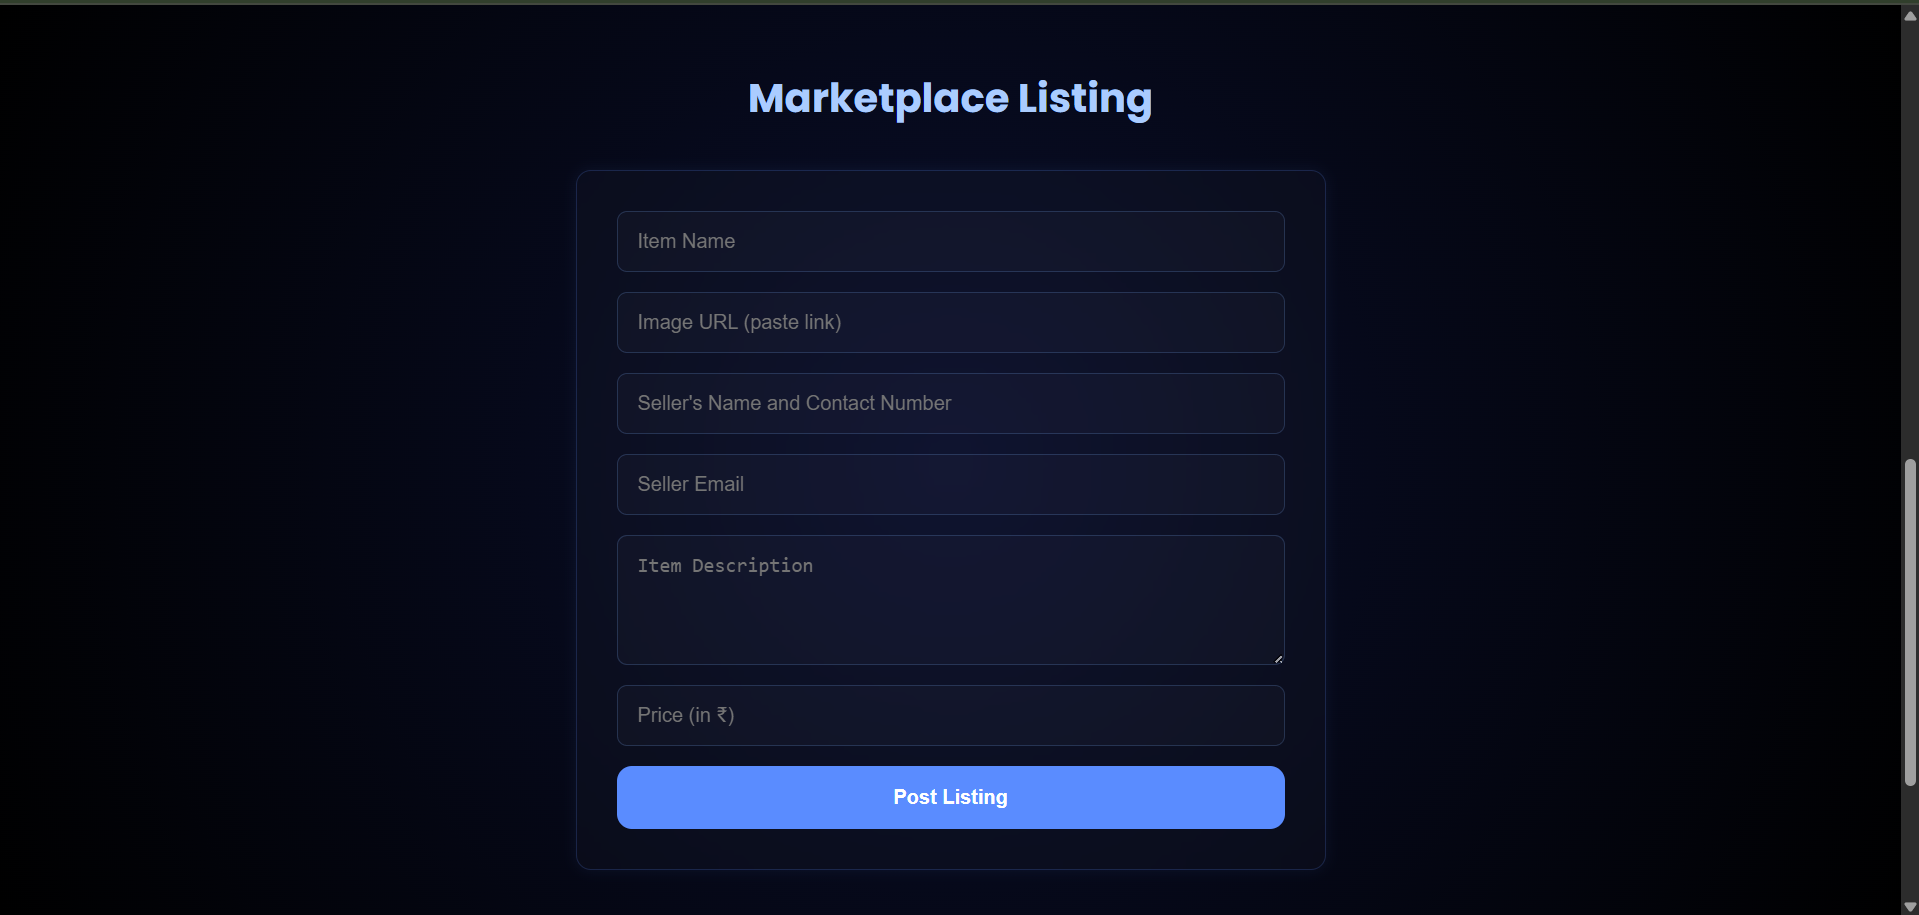 Marketplace Listing
Item Name
Image URL (paste link)
Seller's Name and Contact Number
Seller Email
Item Description
Price (in ₹)
Post Listing